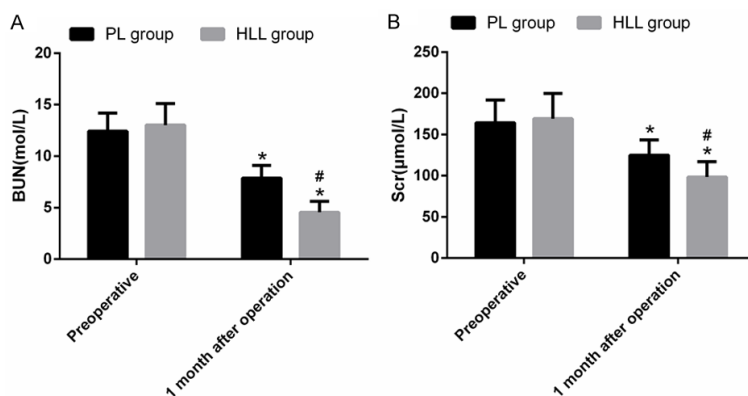 A
PL group
HLL group
BUN(mol/L)
20
15
10
5
0
*
#
*
Preoperative
1 month after operation
B
PL group
HLL group
Scr(μmol/L)
250
200
150
100
50
0
*
#
*
Preoperative
1 month after operation